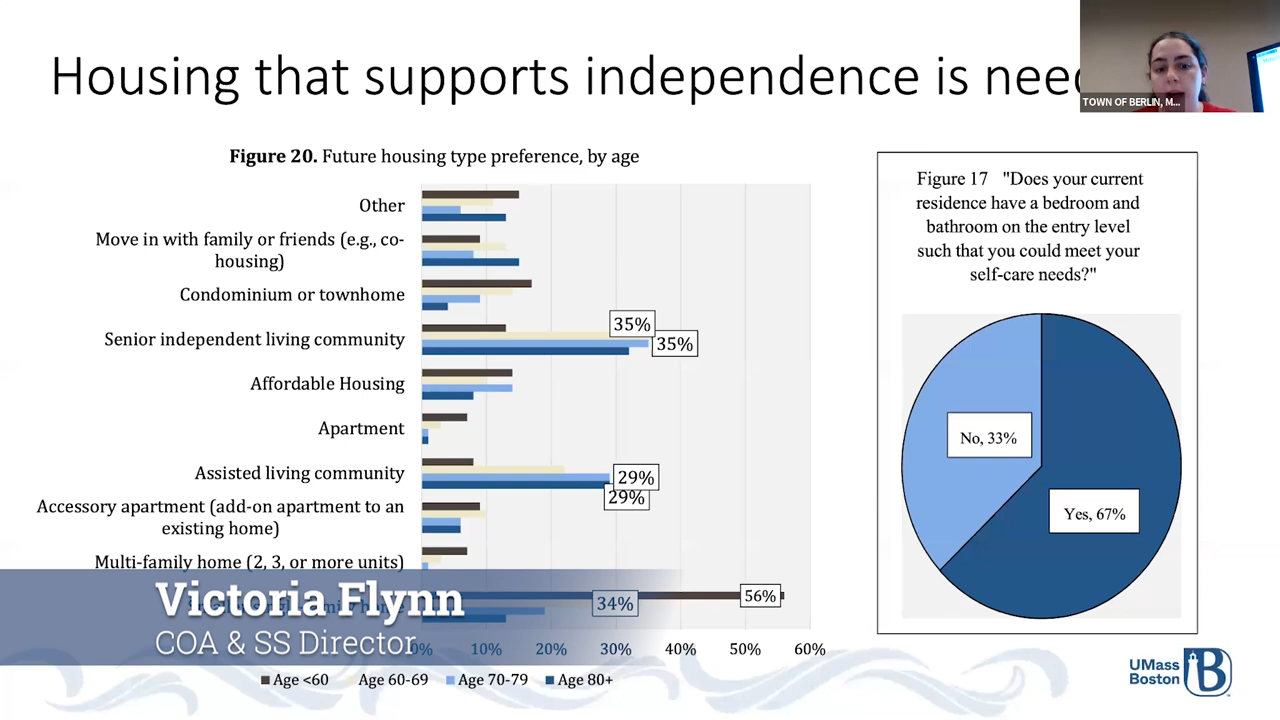 Housing that supports independence is nee
TOWN OF BERLIN, M...
Figure 20. Future housing type preference, by age
Other
Move in with family or friends (e.g., co-
housing)
Condominium or townhome
Senior independent living community
35%
35%
Affordable Housing
Apartment
Assisted living community
29%
29%
Accessory apartment (add-on apartment to an
existing home)
Multi-family home (2, 3, or more units)
56%
34%
0% 10% 20% 30% 40% 50% 60%
Age <60 Age 60-69 Age 70-79 Age 80+
Victoria Flynn
COA & SS Director
Figure 17 "Does your current
residence have a bedroom and
bathroom on the entry level
such that you could meet your
self-care needs?"
No, 33%
Yes, 67%
UMass
Boston
B